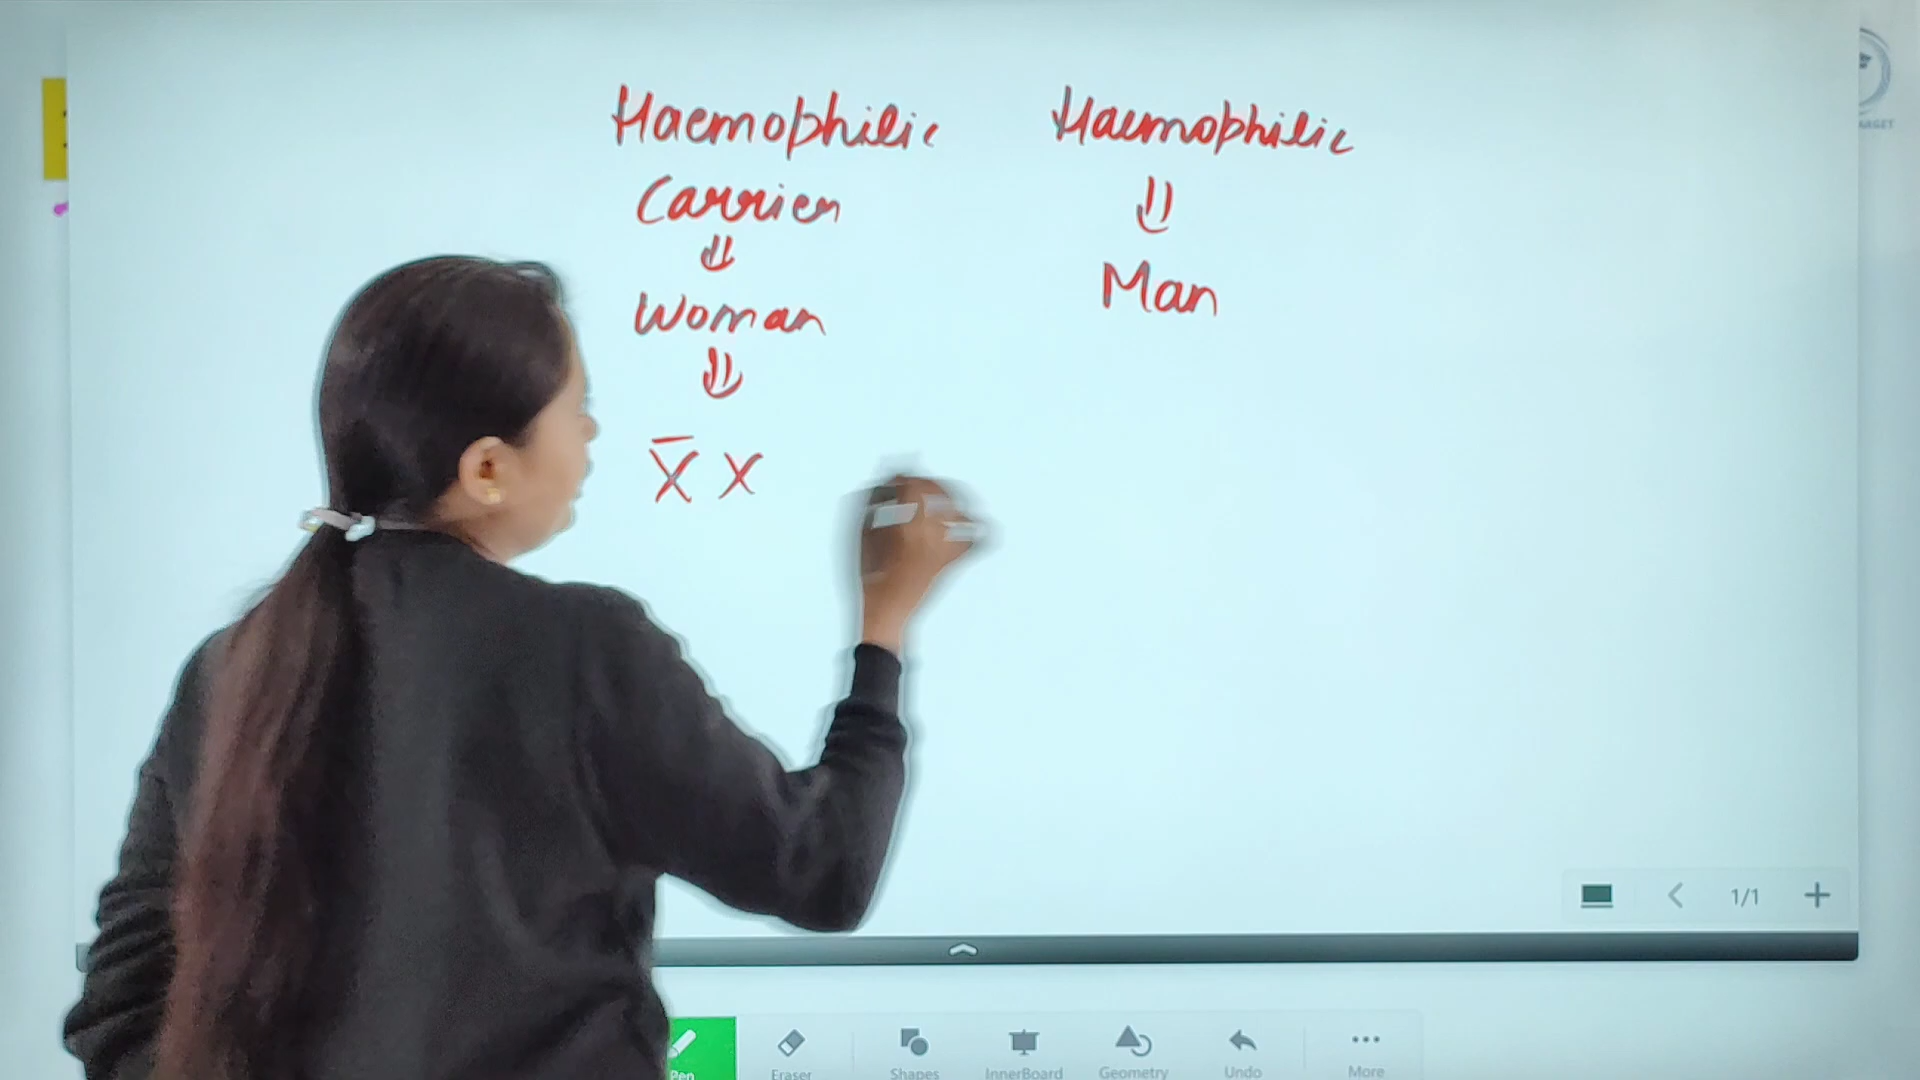 Haemophilic Haemophilic
Carrier
Woman Man
X̅ X
1/1
Pen Eraser Shapes InnerBoard Geometry Undo More